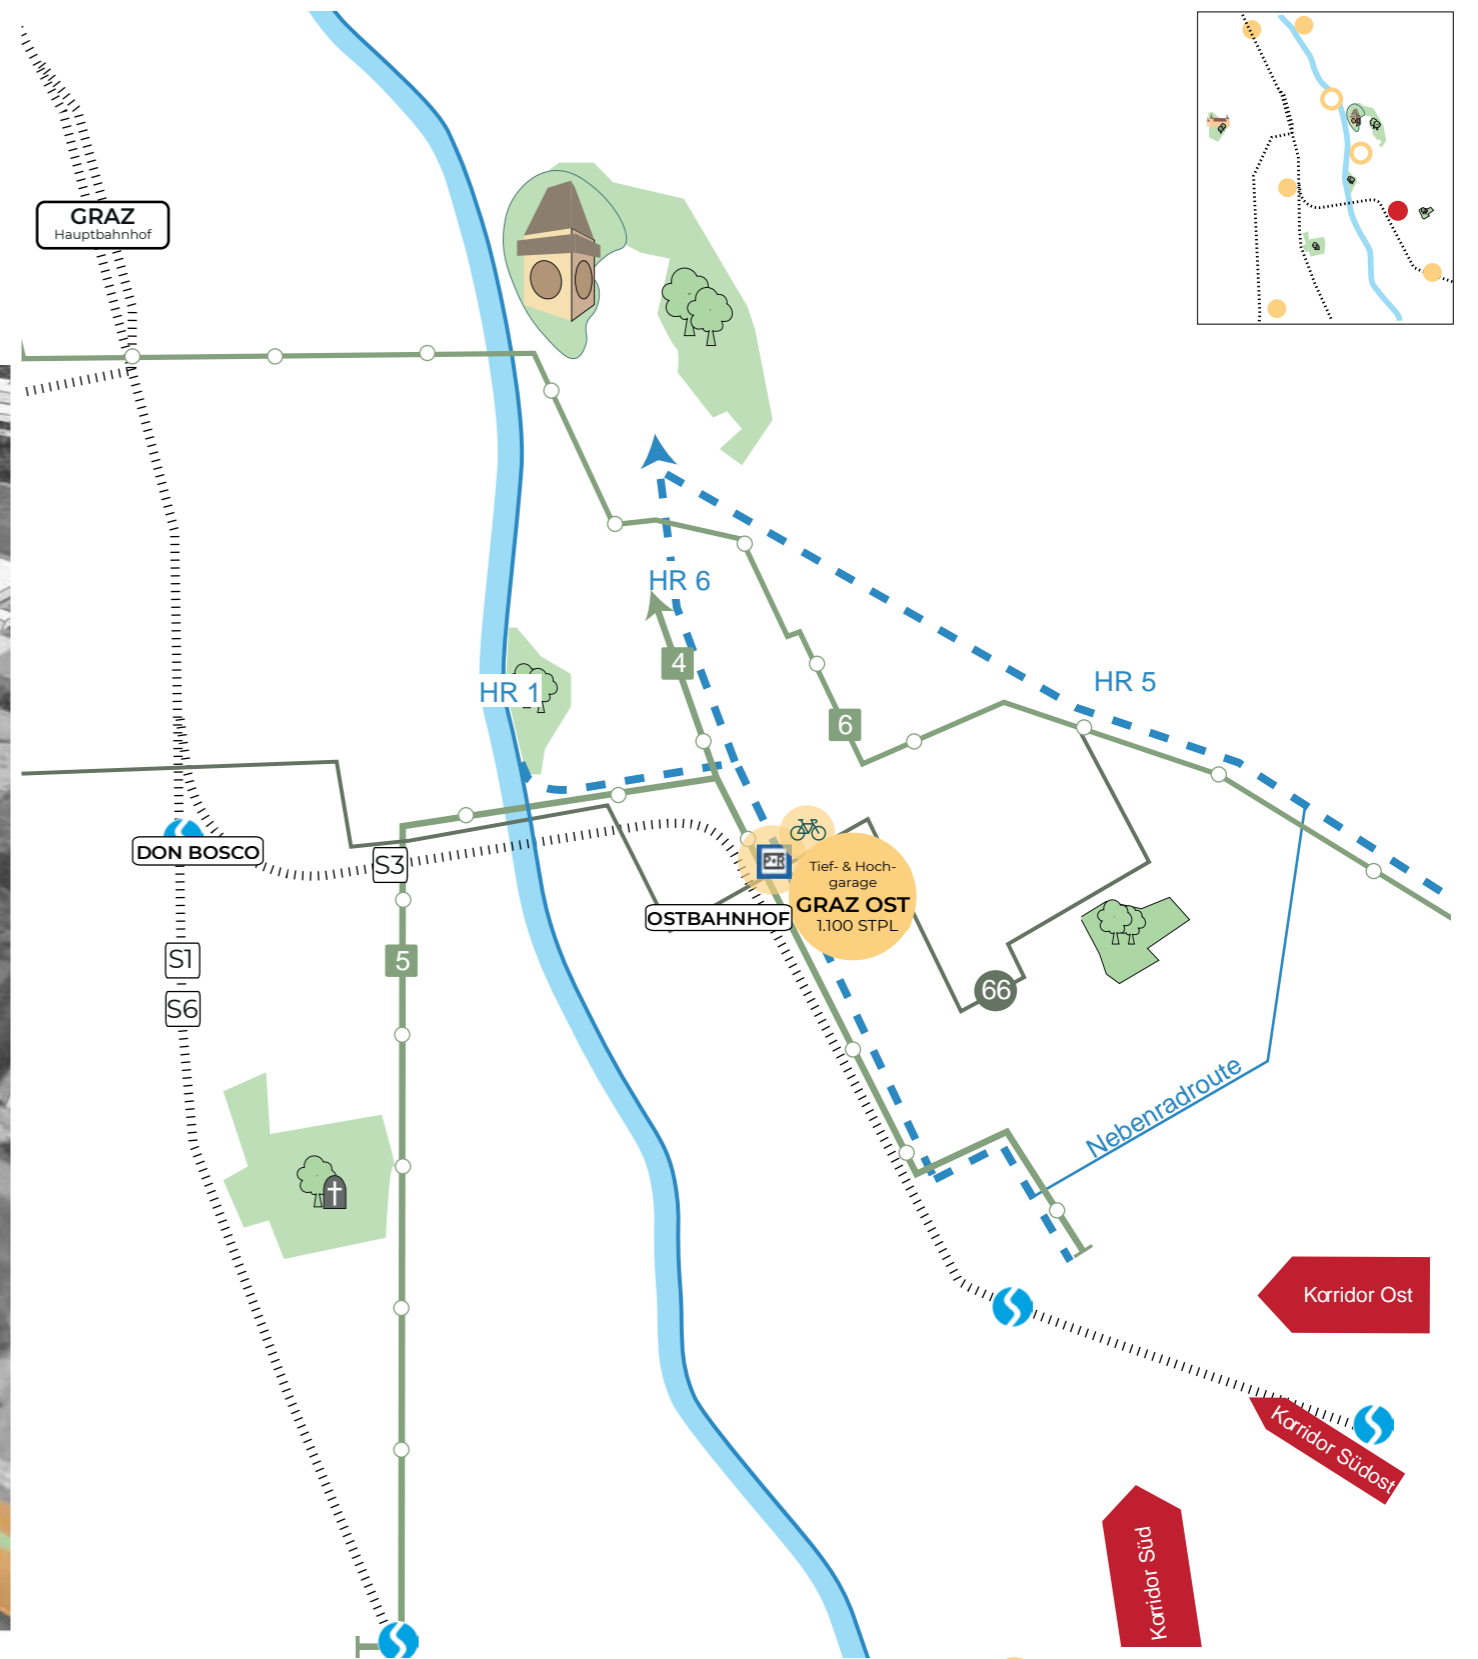 GRAZ
Hauptbahnhof
HR 6
4
HR 1
HR 5
6
DON BOSCO
S3
P+R
Tief- & Hoch-
garage
GRAZ OST
1.100 STPL
OSTBAHNHOF
S1
5
66
S6
Nebenradroute
Korridor Ost
Korridor Südost
Korridor Süd